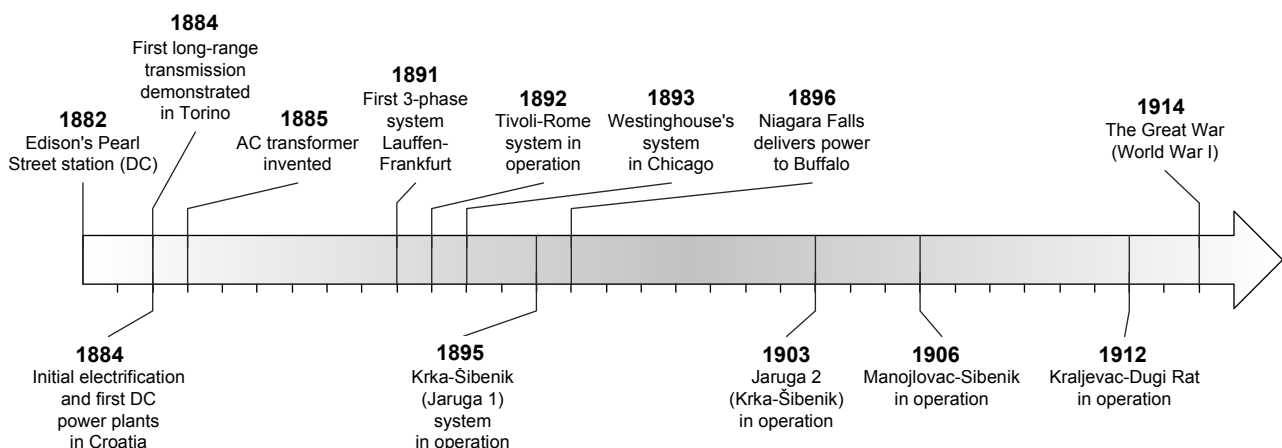 1884
First long-range
transmission
demonstrated
in Torino
1882
Edison's Pearl
Street station (DC)
1885
AC transformer
invented
1891
First 3-phase
system
Lauffen-
Frankfurt
1892
Tivoli-Rome
system in
operation
1893
Westinghouse's
system
in Chicago
1896
Niagara Falls
delivers power
to Buffalo
1914
The Great War
(World War I)
1884
Initial electrification
and first DC
power plants
in Croatia
1895
Krka-Šibenik
(Jaruga 1)
system
in operation
1903
Jaruga 2
(Krka-Šibenik)
in operation
1906
Manojlovac-Sibenik
in operation
1912
Kraljevac-Dugi Rat
in operation